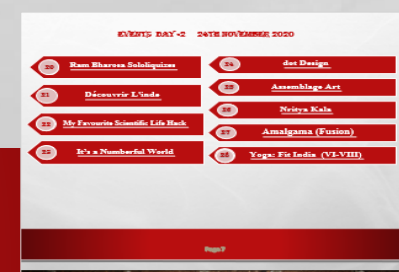 EVENTS DAY -2 24TH NOVEMBER 2020
20 Ram Bharosa Sololiquizes
21 Découvrir L'inde
22 My Favourite Scientific Life Hack
23 It's a Numberful World
24 dot Design
25 Assemblage Art
26 Nritya Kala
27 Amalgama (Fusion)
28 Yoga: Fit India (VI-VIII)
Page 7